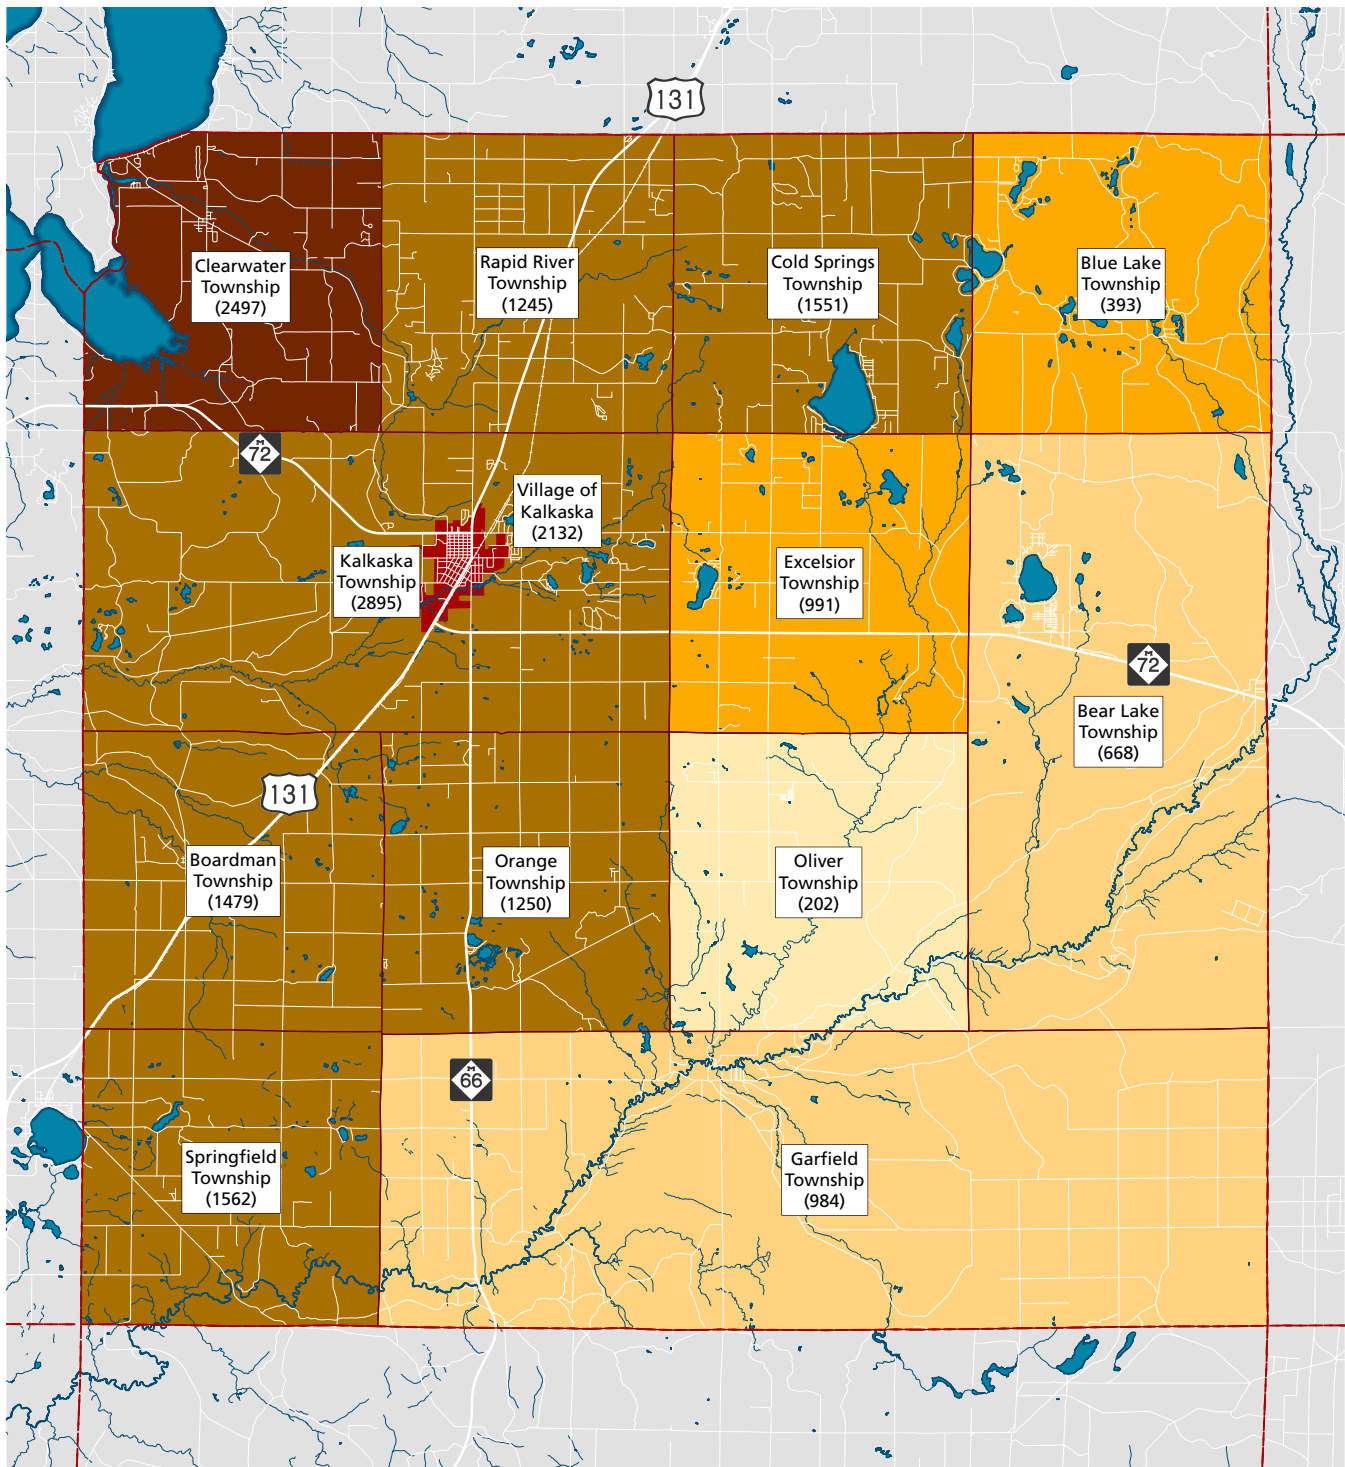 131
Clearwater
Township
(2497)
Rapid River
Township
(1245)
Cold Springs
Township
(1551)
Blue Lake
Township
(393)
M
72
Village of
Kalkaska
(2132)
Kalkaska
Township
(2895)
Excelsior
Township
(991)
M
72
Bear Lake
Township
(668)
131
Boardman
Township
(1479)
Orange
Township
(1250)
Oliver
Township
(202)
M
66
Springfield
Township
(1562)
Garfield
Township
(984)